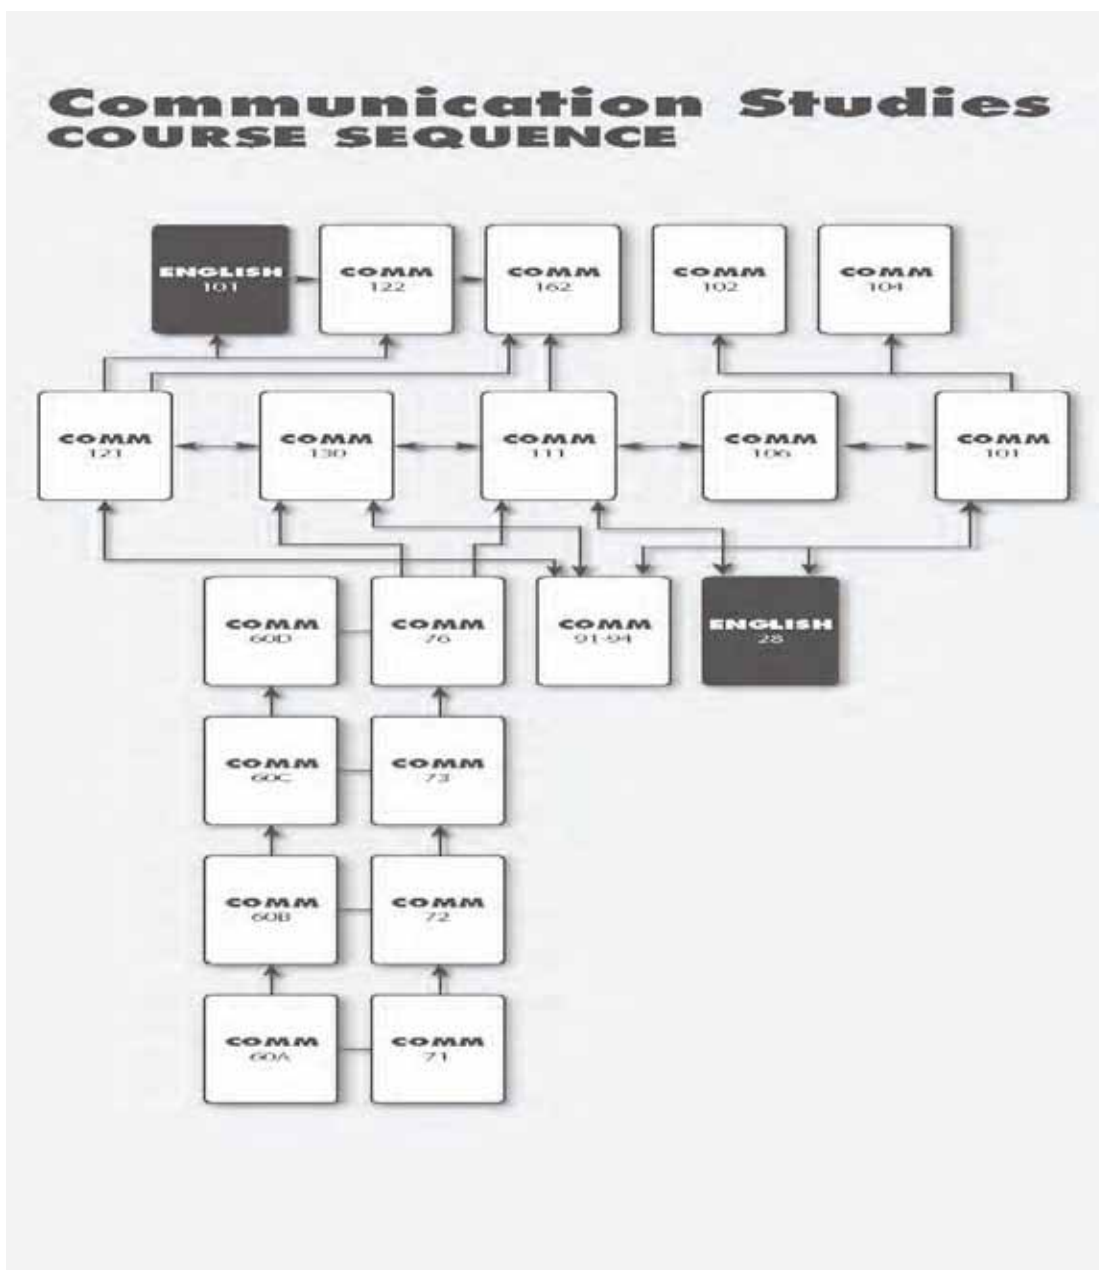 Communication Studies
COURSE SEQUENCE
ENGLISH
101
COMM
122
COMM
162
COMM
102
COMM
104
COMM
121
COMM
130
COMM
111
COMM
106
COMM
101
COMM
60D
COMM
76
COMM
91-94
ENGLISH
28
COMM
60C
COMM
73
COMM
60B
COMM
72
COMM
60A
COMM
71